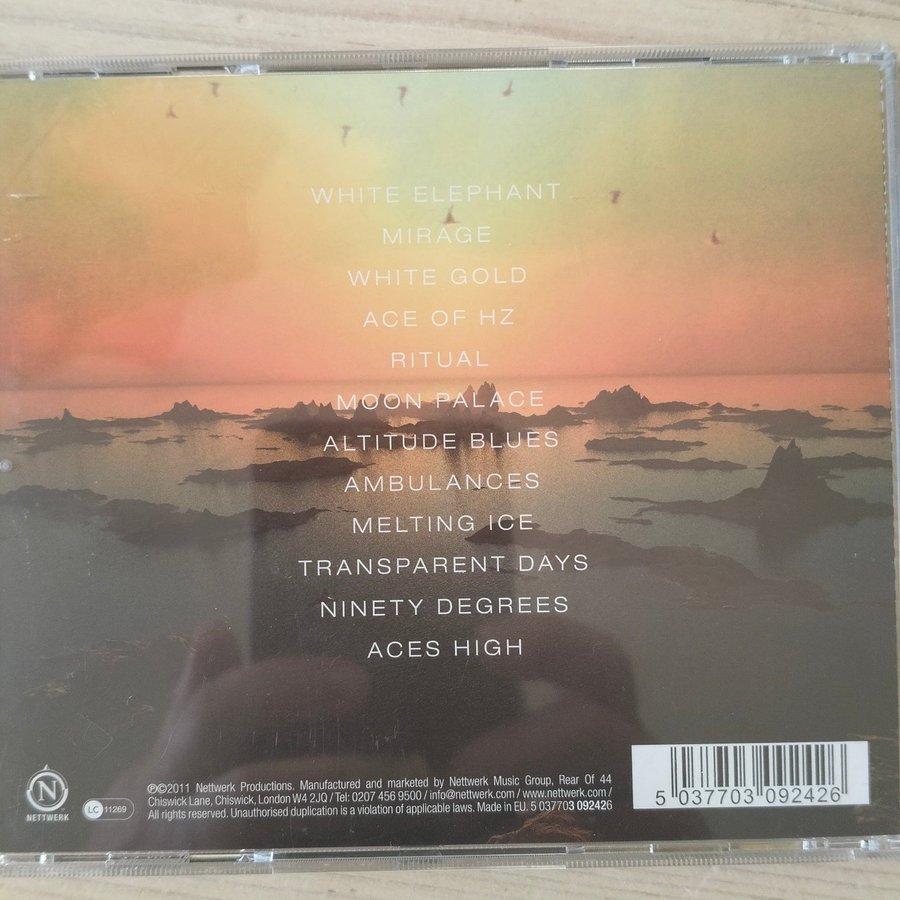 WHITE ELEPHANT
MIRAGE
WHITE GOLD
ACE OF HZ
RITUAL
MOON PALACE
ALTITUDE BLUES
AMBULANCES
MELTING ICE
TRANSPARENT DAYS
NINETY DEGREES
ACES HIGH
N
NETTWERK
LC 11269
℗©2011 Nettwerk Productions. Manufactured and marketed by Nettwerk Music Group, Rear Of 44
Chiswick Lane, Chiswick, London W4 2JQ / Tel: 0207 456 9500 / info@nettwerk.com / www.nettwerk.com /
All rights reserved. Unauthorised duplication is a violation of applicable laws. Made in EU. 5 037703 092426
5 037703 092426